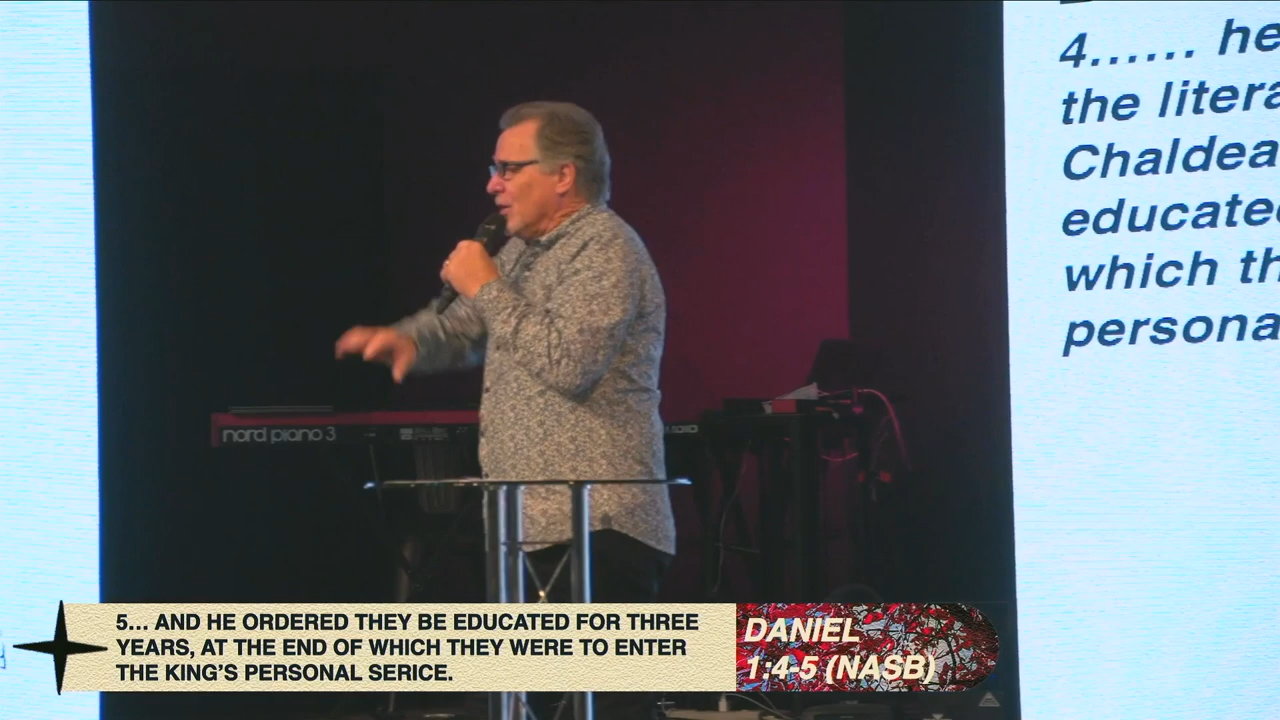 4...... he
the litera
Chaldea
educate
which th
persona
nord piano 3
5... AND HE ORDERED THEY BE EDUCATED FOR THREE
YEARS, AT THE END OF WHICH THEY WERE TO ENTER
THE KING'S PERSONAL SERICE.
DANIEL
1:4-5 (NASB)